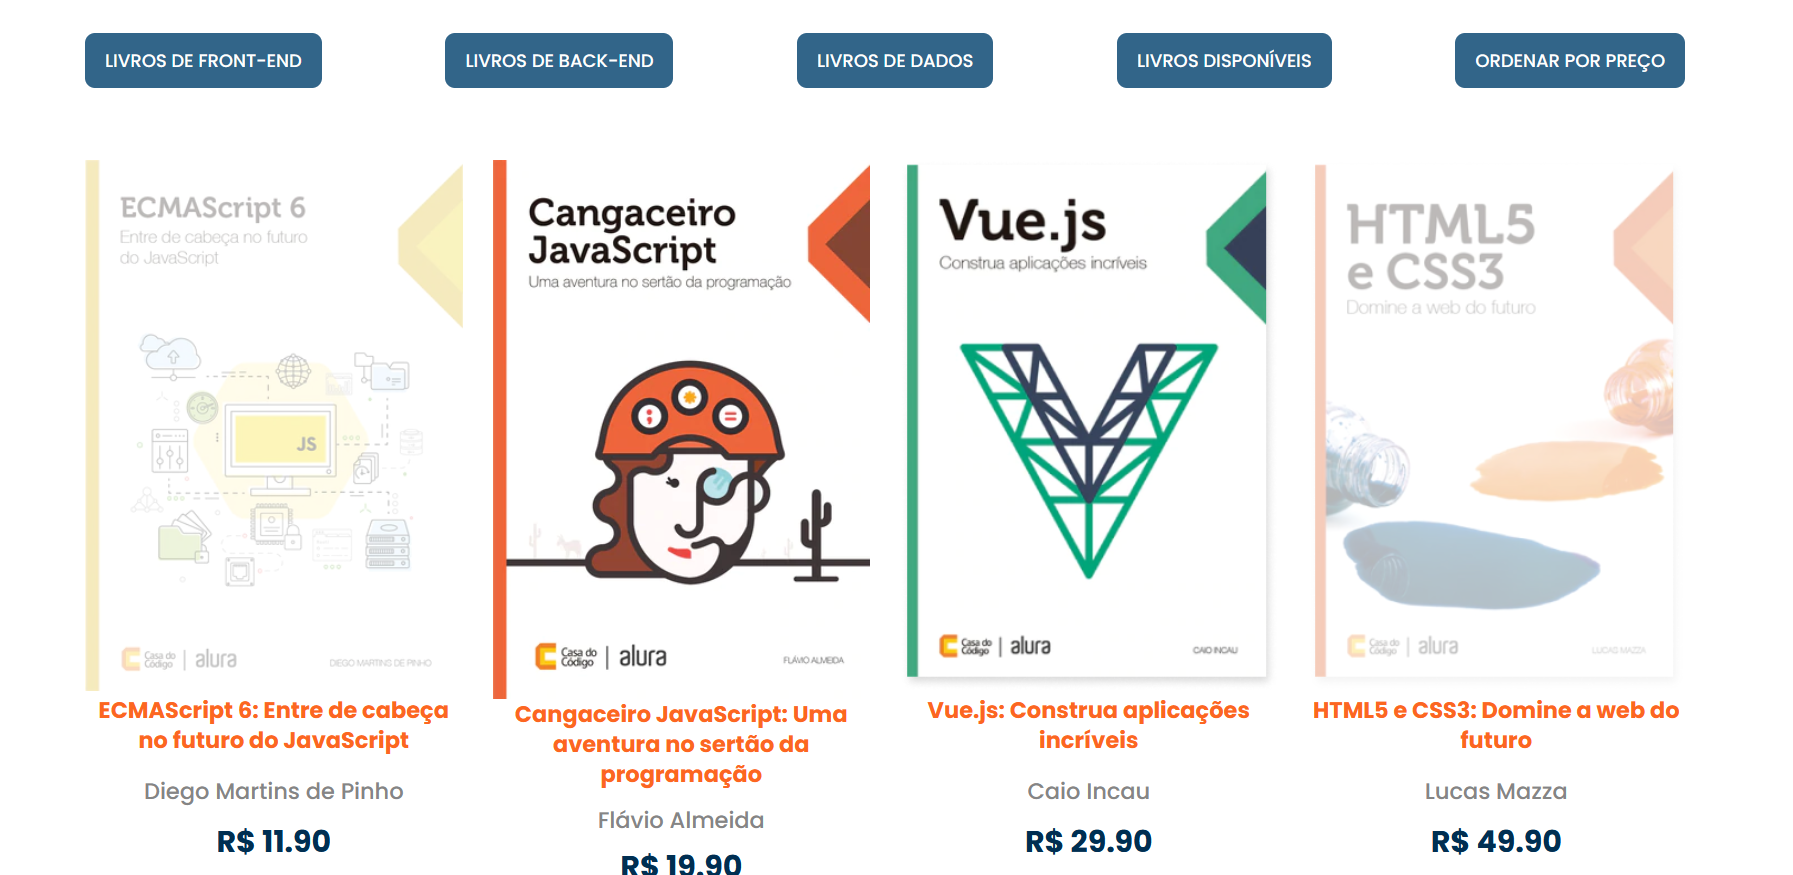 LIVROS DE FRONT-END
LIVROS DE BACK-END
LIVROS DE DADOS
LIVROS DISPONÍVEIS
ORDENAR POR PREÇO
ECMAScript 6
Entre de cabeça no futuro
do JavaScript
JS
Casa do
Código
alura
DIEGO MARTINS DE PINHO
ECMAScript 6: Entre de cabeça
no futuro do JavaScript
Diego Martins de Pinho
R$ 11.90
Cangaceiro
JavaScript
Uma aventura no sertão da programação
; * =
Casa do
Código
alura
FLÁVIO ALMEIDA
Cangaceiro JavaScript: Uma
aventura no sertão da
programação
Flávio Almeida
R$ 19.90
Vue.js
Construa aplicações incríveis
Casa do
Código
alura
CAIO INCAU
Vue.js: Construa aplicações
incríveis
Caio Incau
R$ 29.90
HTML5
e CSS3
Domine a web do futuro
Casa do
Código
alura
LUCAS MAZZA
HTML5 e CSS3: Domine a web do
futuro
Lucas Mazza
R$ 49.90